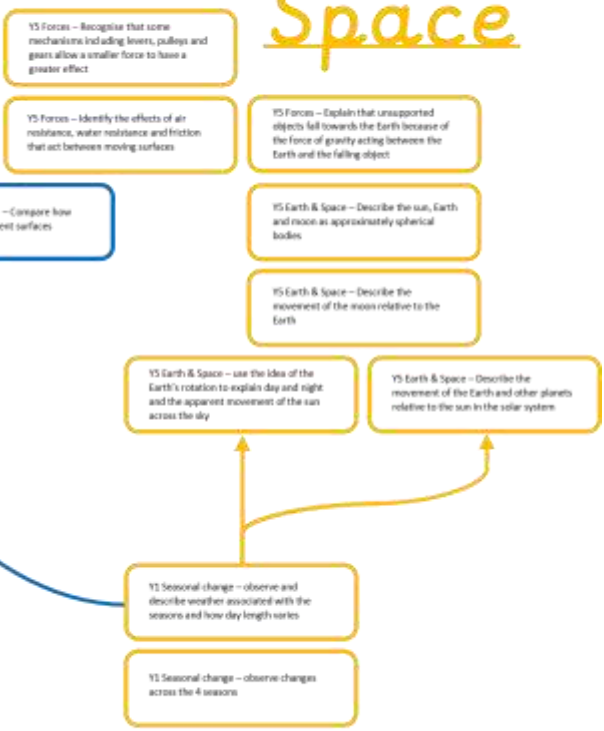 Space
Y5 Forces – Recognise that some
mechanisms including levers, pulleys and
gears allow a smaller force to have a
greater effect
Y5 Forces – Identify the effects of air
resistance, water resistance and friction
that act between moving surfaces
Y5 Forces – Explain that unsupported
objects fall towards the Earth because of
the force of gravity acting between the
Earth and the falling object
– Compare how
ent surfaces
Y5 Earth & Space – Describe the sun, Earth
and moon as approximately spherical
bodies
Y5 Earth & Space – Describe the
movement of the moon relative to the
Earth
Y5 Earth & Space – use the idea of the
Earth's rotation to explain day and night
and the apparent movement of the sun
across the sky
Y5 Earth & Space – Describe the
movement of the Earth and other planets
relative to the sun in the solar system
Y1 Seasonal change – observe and
describe weather associated with the
seasons and how day length varies
Y1 Seasonal change – observe changes
across the 4 seasons